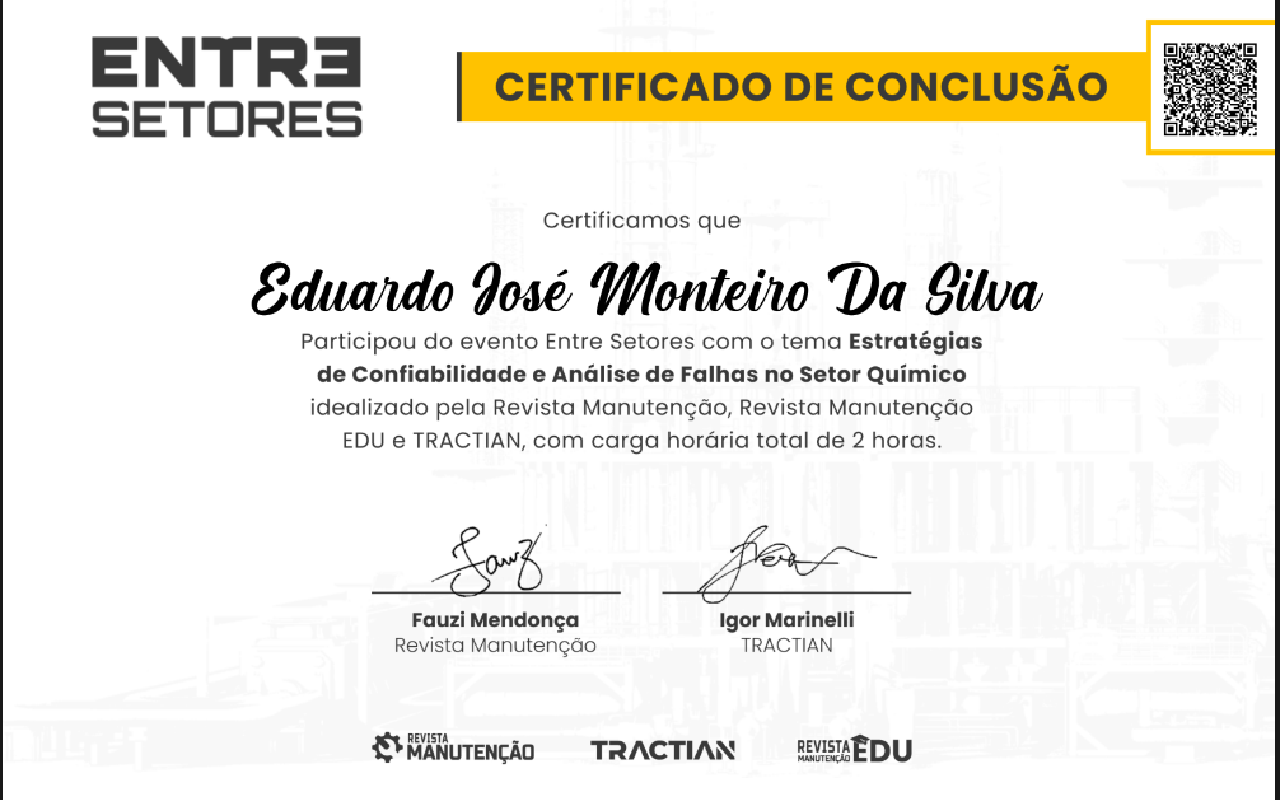 ENTRE
SETORES
CERTIFICADO DE CONCLUSÃO
Certificamos que
Eduardo José Monteiro Da Silva
Participou do evento Entre Setores com o tema Estratégias
de Confiabilidade e Análise de Falhas no Setor Químico
idealizado pela Revista Manutenção, Revista Manutenção
EDU e TRACTIAN, com carga horária total de 2 horas.
Fauzi
Fauzi Mendonça
Revista Manutenção
Igor Marinelli
TRACTIAN
REVISTA
MANUTENÇÃO
TRACTIAN
REVISTA
MANUTENÇÃO
EDU